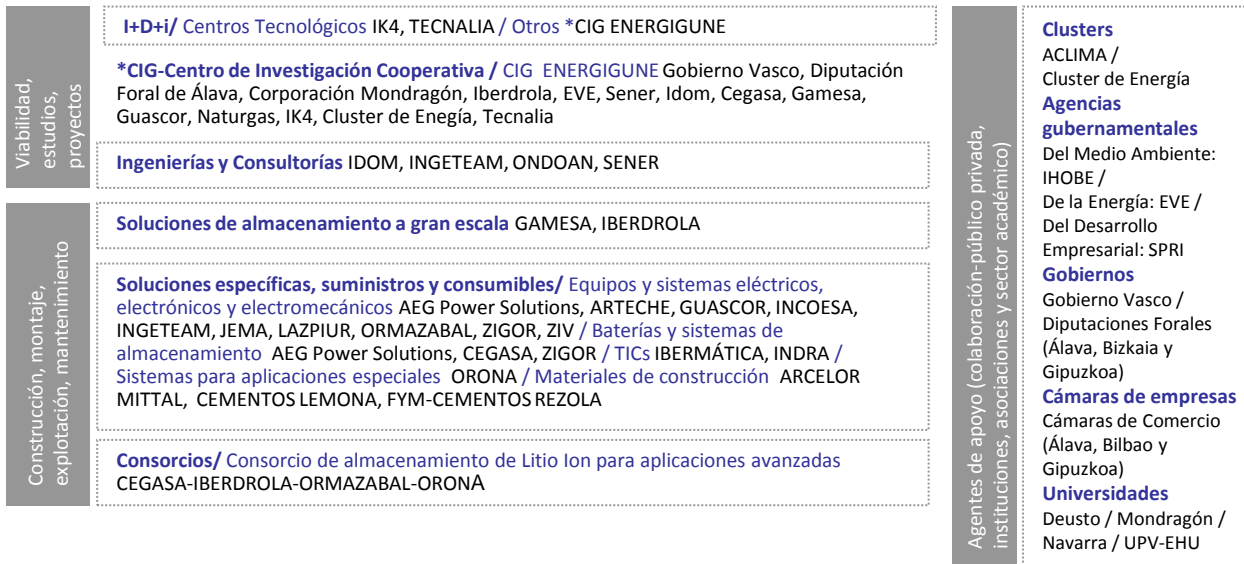 Viabilidad,
estudios,
proyectos
I+D+i/ Centros Tecnológicos IK4, TECNALIA / Otros *CIG ENERGIGUNE
*CIG-Centro de Investigación Cooperativa / CIG ENERGIGUNE Gobierno Vasco, Diputación
Foral de Álava, Corporación Mondragón, Iberdrola, EVE, Sener, Idom, Cegasa, Gamesa,
Guascor, Naturgas, IK4, Cluster de Enegía, Tecnalia
Ingenierías y Consultorías IDOM, INGETEAM, ONDOAN, SENER
Construcción, montaje,
explotación, mantenimiento
Soluciones de almacenamiento a gran escala GAMESA, IBERDROLA
Soluciones específicas, suministros y consumibles/ Equipos y sistemas eléctricos,
electrónicos y electromecánicos AEG Power Solutions, ARTECHE, GUASCOR, INCOESA,
INGETEAM, JEMA, LAZPIUR, ORMAZABAL, ZIGOR, ZIV / Baterías y sistemas de
almacenamiento AEG Power Solutions, CEGASA, ZIGOR / TICs IBERMÁTICA, INDRA /
Sistemas para aplicaciones especiales ORONA / Materiales de construcción ARCELOR
MITTAL, CEMENTOS LEMONA, FYM-CEMENTOS REZOLA
Consorcios/ Consorcio de almacenamiento de Litio Ion para aplicaciones avanzadas
CEGASA-IBERDROLA-ORMAZABAL-ORONA
Agentes de apoyo (colaboración-público privada,
instituciones, asociaciones y sector académico)
Clusters
ACLIMA /
Cluster de Energía
Agencias
gubernamentales
Del Medio Ambiente:
IHOBE /
De la Energía: EVE /
Del Desarrollo
Empresarial: SPRI
Gobiernos
Gobierno Vasco /
Diputaciones Forales
(Álava, Bizkaia y
Gipuzkoa)
Cámaras de empresas
Cámaras de Comercio
(Álava, Bilbao y
Gipuzkoa)
Universidades
Deusto / Mondragón /
Navarra / UPV-EHU